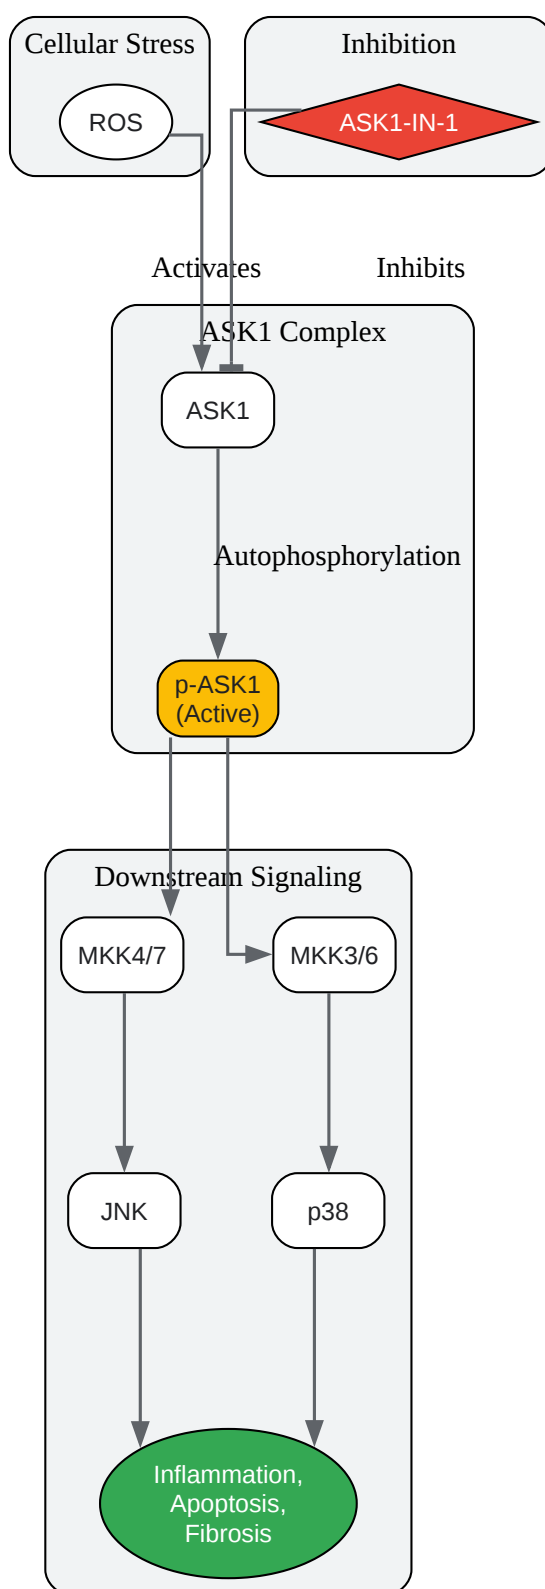 Cellular Stress
Inhibition
ROS
ASK1-IN-1
Activates
Inhibits
ASK1 Complex
ASK1
Autophosphorylation
p-ASK1
(Active)
Downstream Signaling
MKK4/7
MKK3/6
JNK
p38
Inflammation,
Apoptosis,
Fibrosis